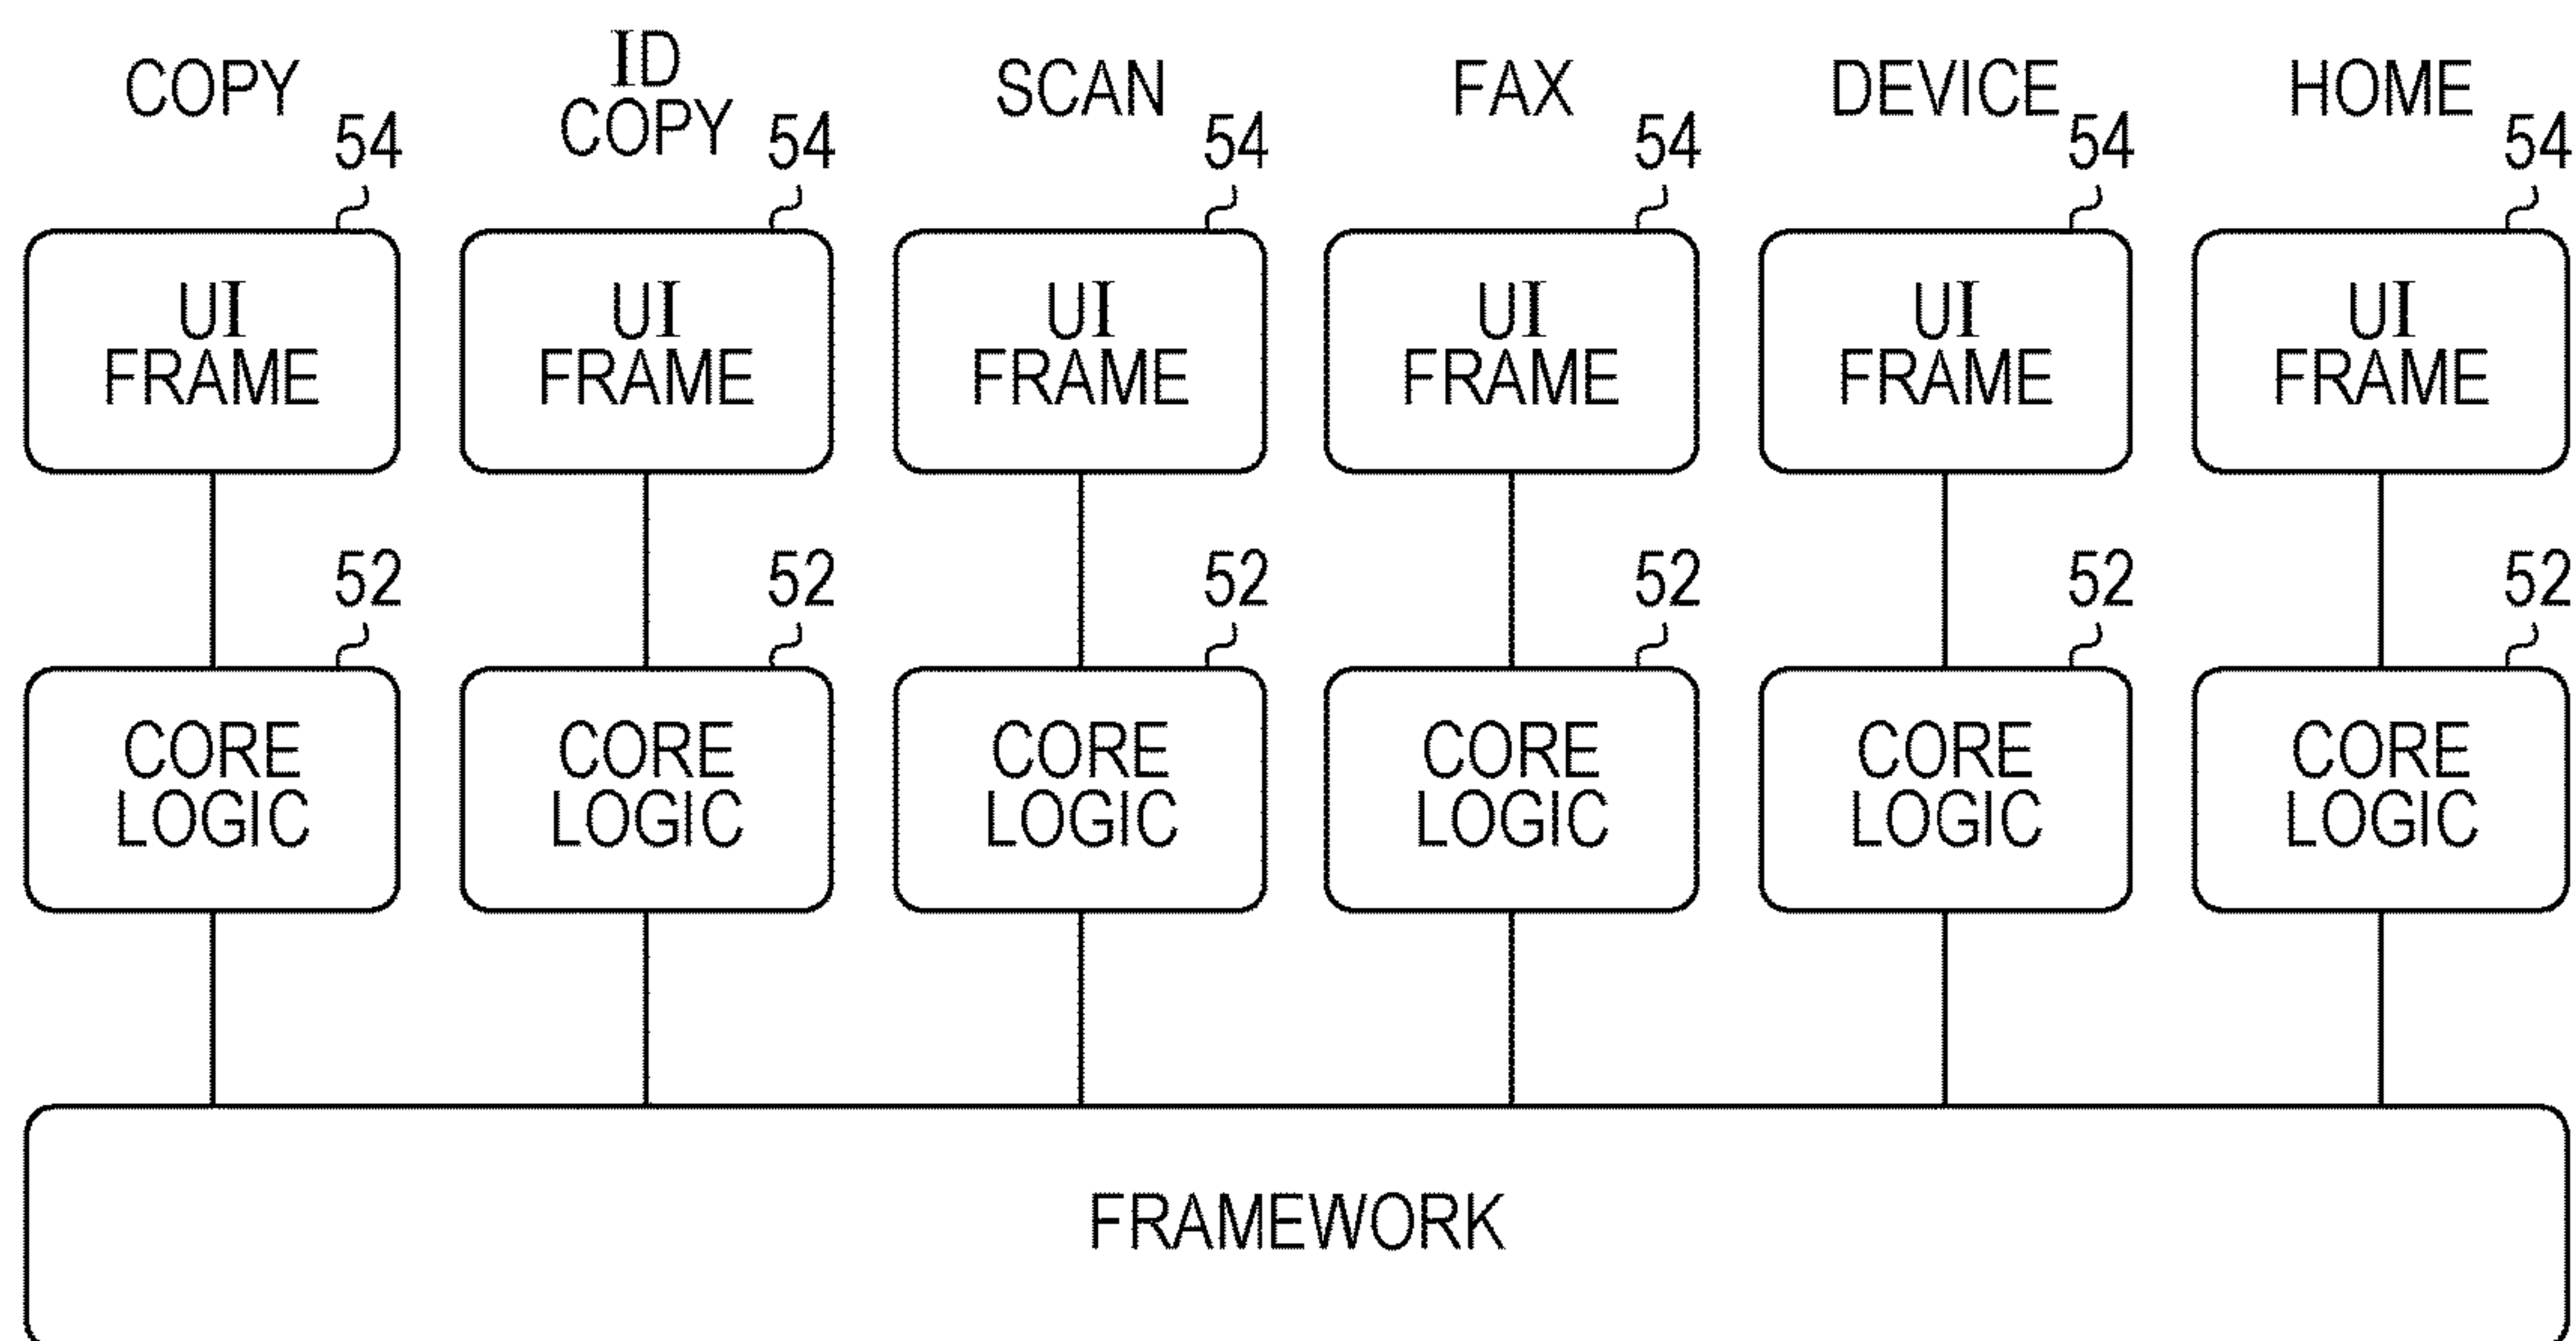 COPY
ID
COPY
SCAN
FAX
DEVICE
HOME
54
54
54
54
54
54
UI
FRAME
UI
FRAME
UI
FRAME
UI
FRAME
UI
FRAME
UI
FRAME
52
52
52
52
52
52
CORE
LOGIC
CORE
LOGIC
CORE
LOGIC
CORE
LOGIC
CORE
LOGIC
CORE
LOGIC
FRAMEWORK